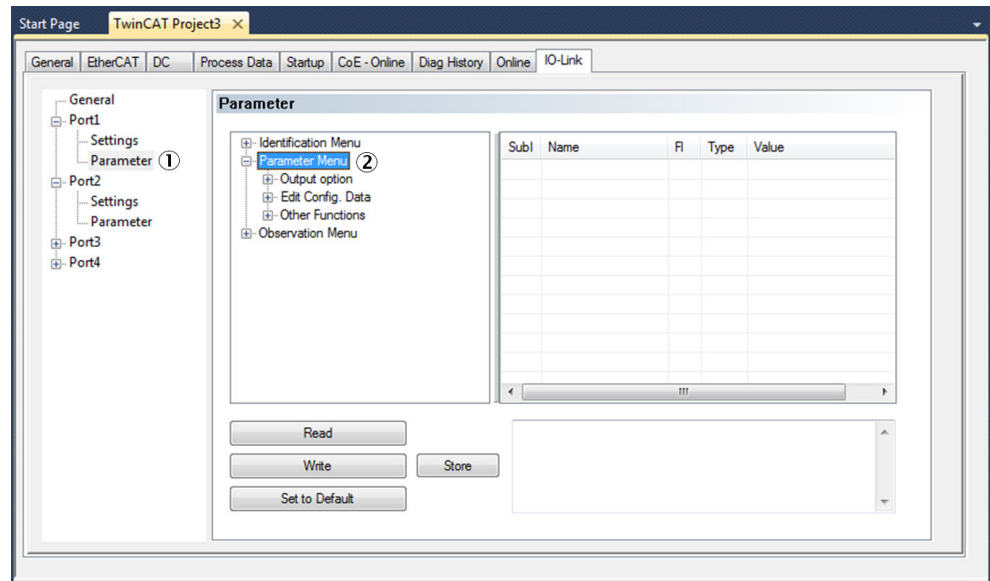 Start Page TwinCAT Project3 ×
General EtherCAT DC Process Data Startup CoE - Online Diag History Online IO-Link
General
Port1
Settings
Parameter ①
Port2
Settings
Parameter
Port3
Port4
Parameter
Identification Menu
Parameter Menu ②
Output option
Edit Config. Data
Other Functions
Observation Menu
SubI Name Fl Type Value
Read
Write Store
Set to Default